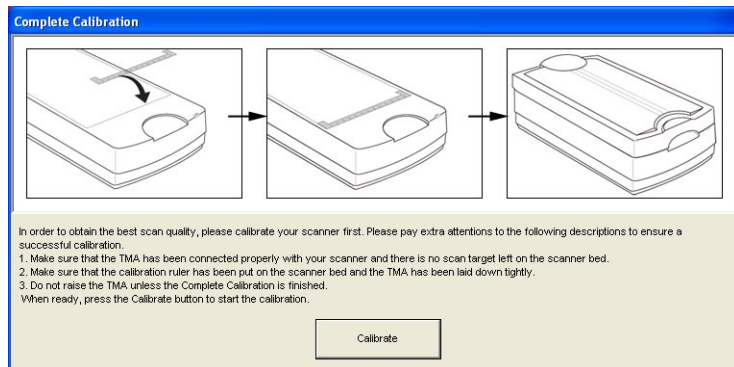 Complete Calibration
In order to obtain the best scan quality, please calibrate your scanner first. Please pay extra attentions to the following descriptions to ensure a
successful calibration.
1. Make sure that the TMA has been connected properly with your scanner and there is no scan target left on the scanner bed.
2. Make sure that the calibration ruler has been put on the scanner bed and the TMA has been laid down tightly.
3. Do not raise the TMA unless the Complete Calibration is finished.
When ready, press the Calibrate button to start the calibration.
Calibrate